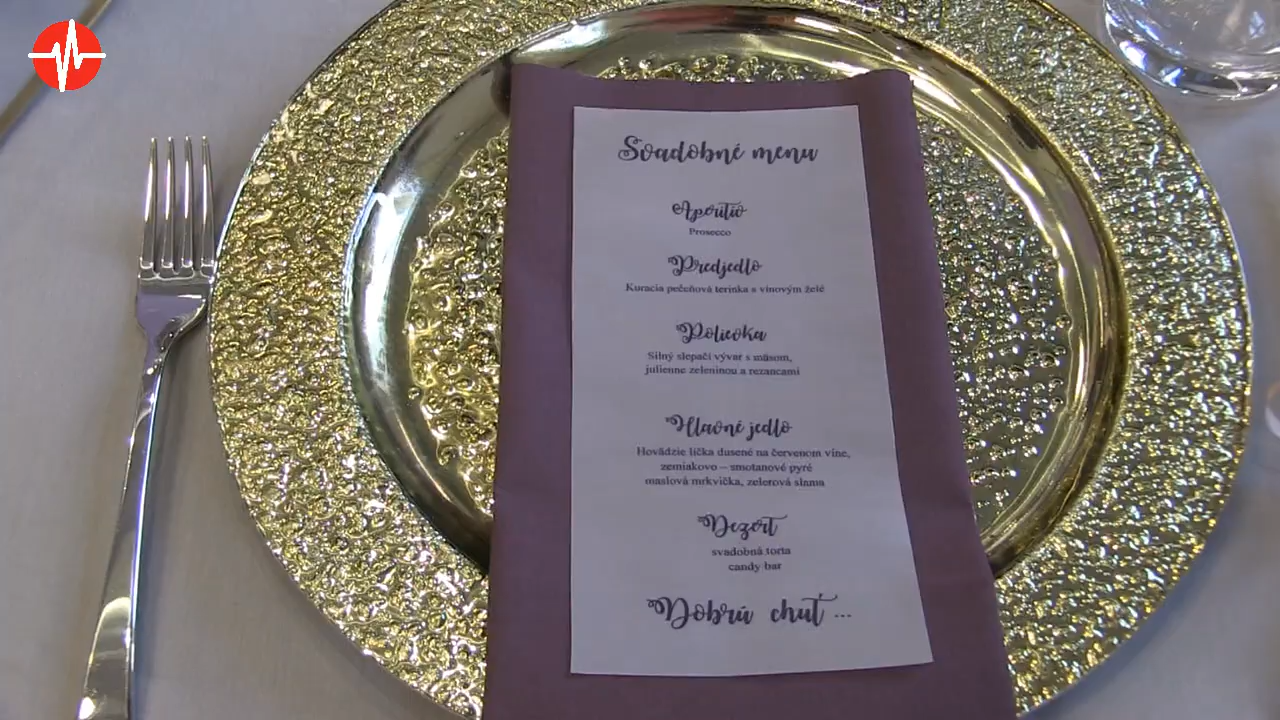 Svadobné menu
Aperitív
Prosecco
Predjedlo
Kuracia pečeňová terinka s vínovým želé
Polievka
Silný slepačí vývar s mäsom,
julienne zeleninou a rezancami
Hlavné jedlo
Hovädzie líčka dusené na červenom víne,
zemiakovo – smotanové pyré
maslová mrkvička, zelerová slama
Dezert
svadobná torta
candy bar
Dobrú chuť ...